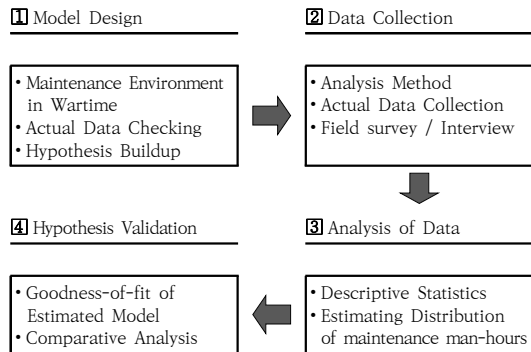 1 Model Design
• Maintenance Environment
in Wartime
• Actual Data Checking
• Hypothesis Buildup
2 Data Collection
• Analysis Method
• Actual Data Collection
• Field survey / Interview
3 Analysis of Data
• Descriptive Statistics
• Estimating Distribution
of maintenance man-hours
4 Hypothesis Validation
• Goodness-of-fit of
Estimated Model
• Comparative Analysis